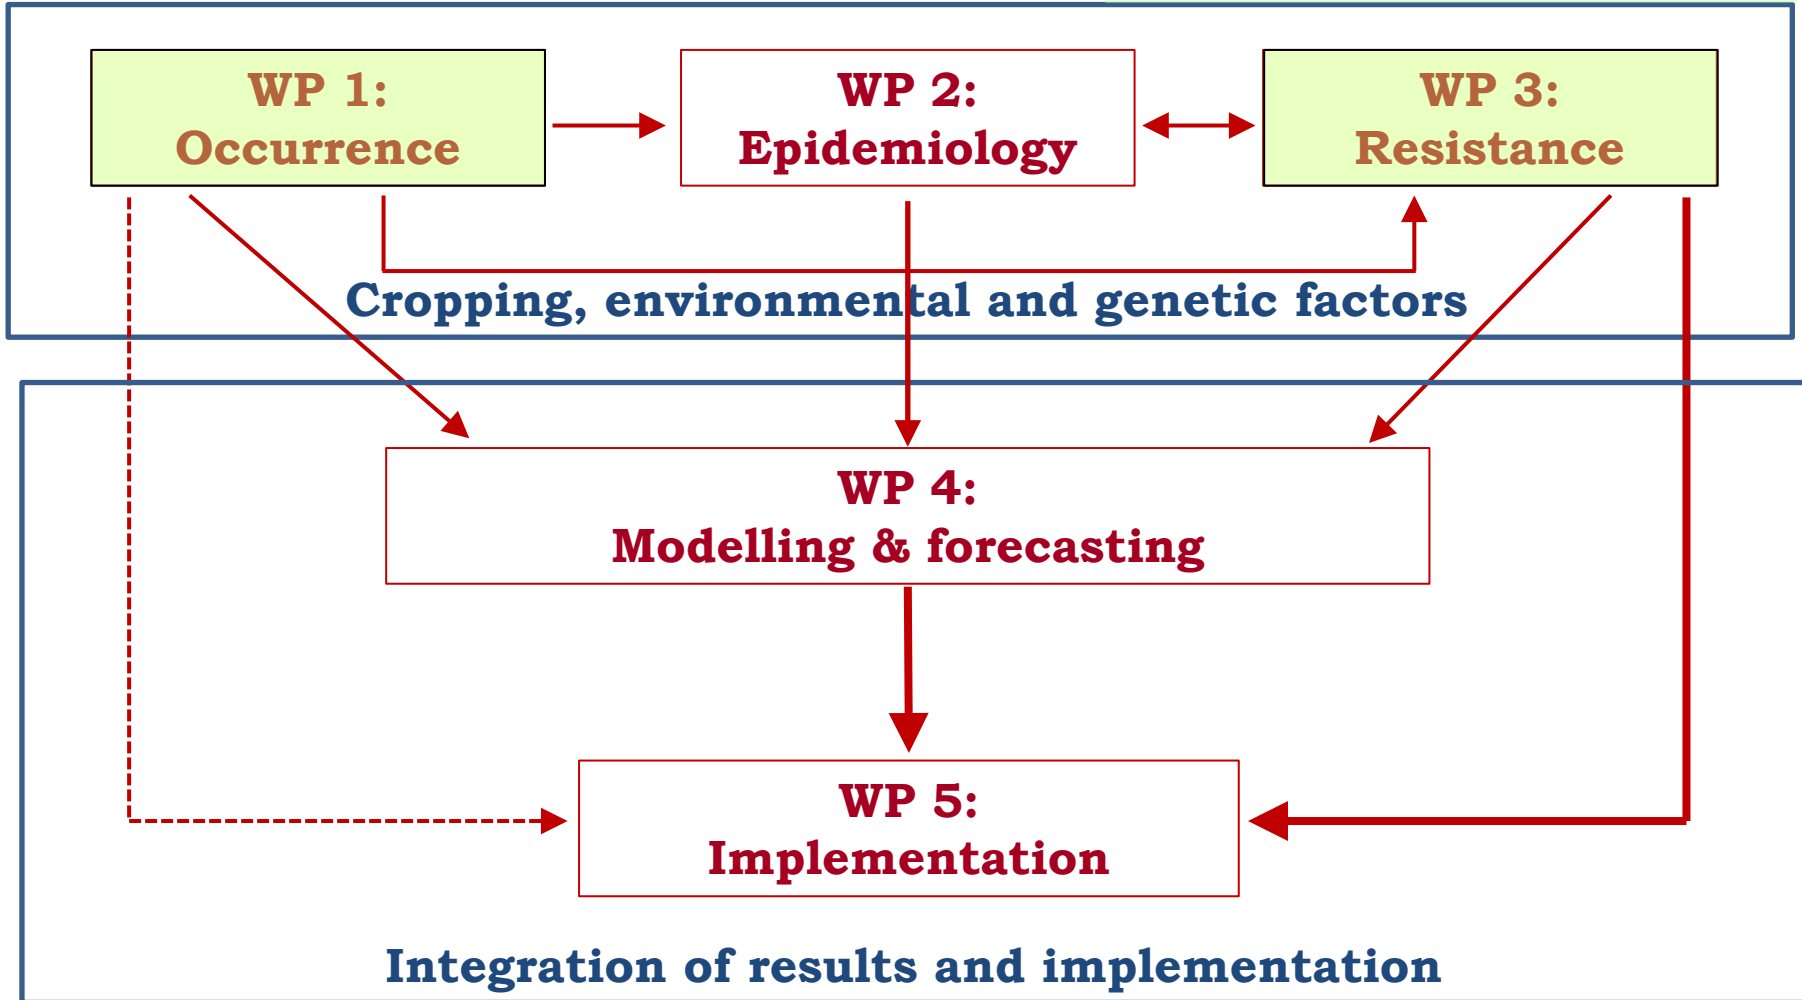 WP 1:
Occurrence
WP 2:
Epidemiology
WP 3:
Resistance
Cropping, environmental and genetic factors
WP 4:
Modelling & forecasting
WP 5:
Implementation
Integration of results and implementation